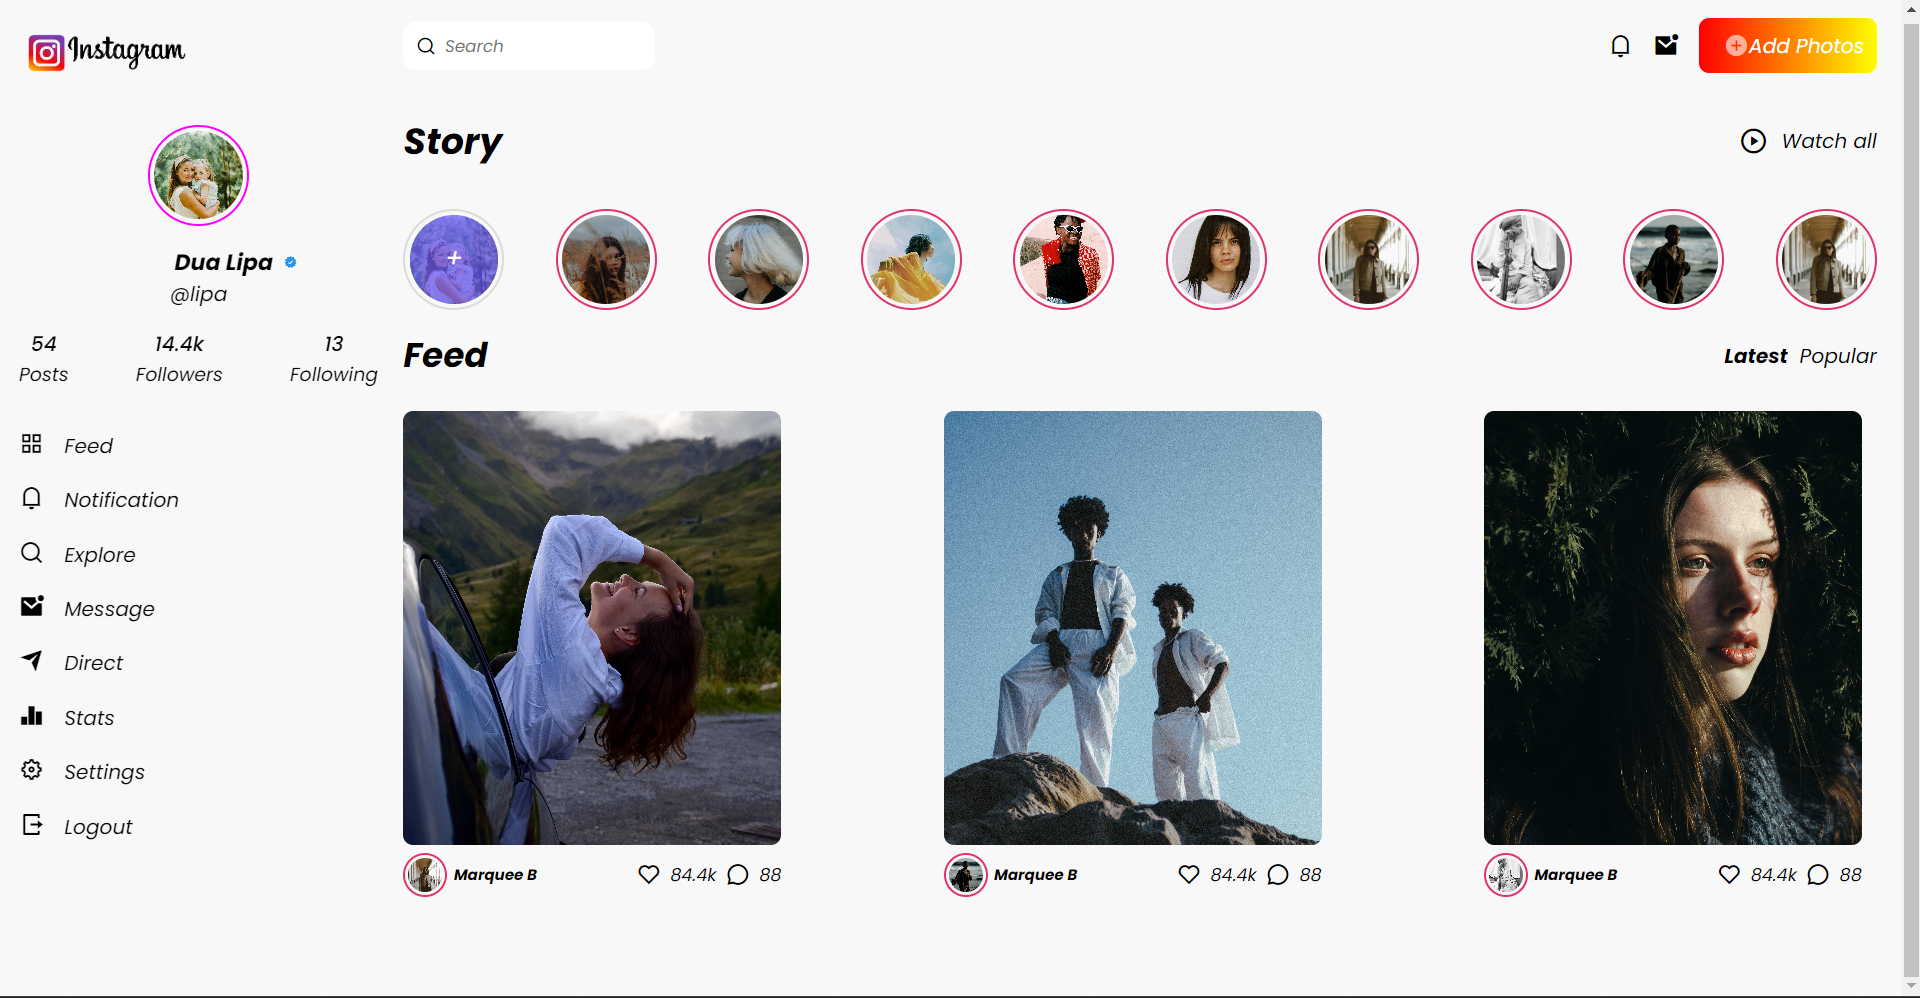 Instagram
Search
Add Photos
Dua Lipa
@lipa
54
Posts
14.4k
Followers
13
Following
Feed
Notification
Explore
Message
Direct
Stats
Settings
Logout
Story
Watch all
Feed
Latest Popular
Marquee B 84.4k 88
Marquee B 84.4k 88
Marquee B 84.4k 88